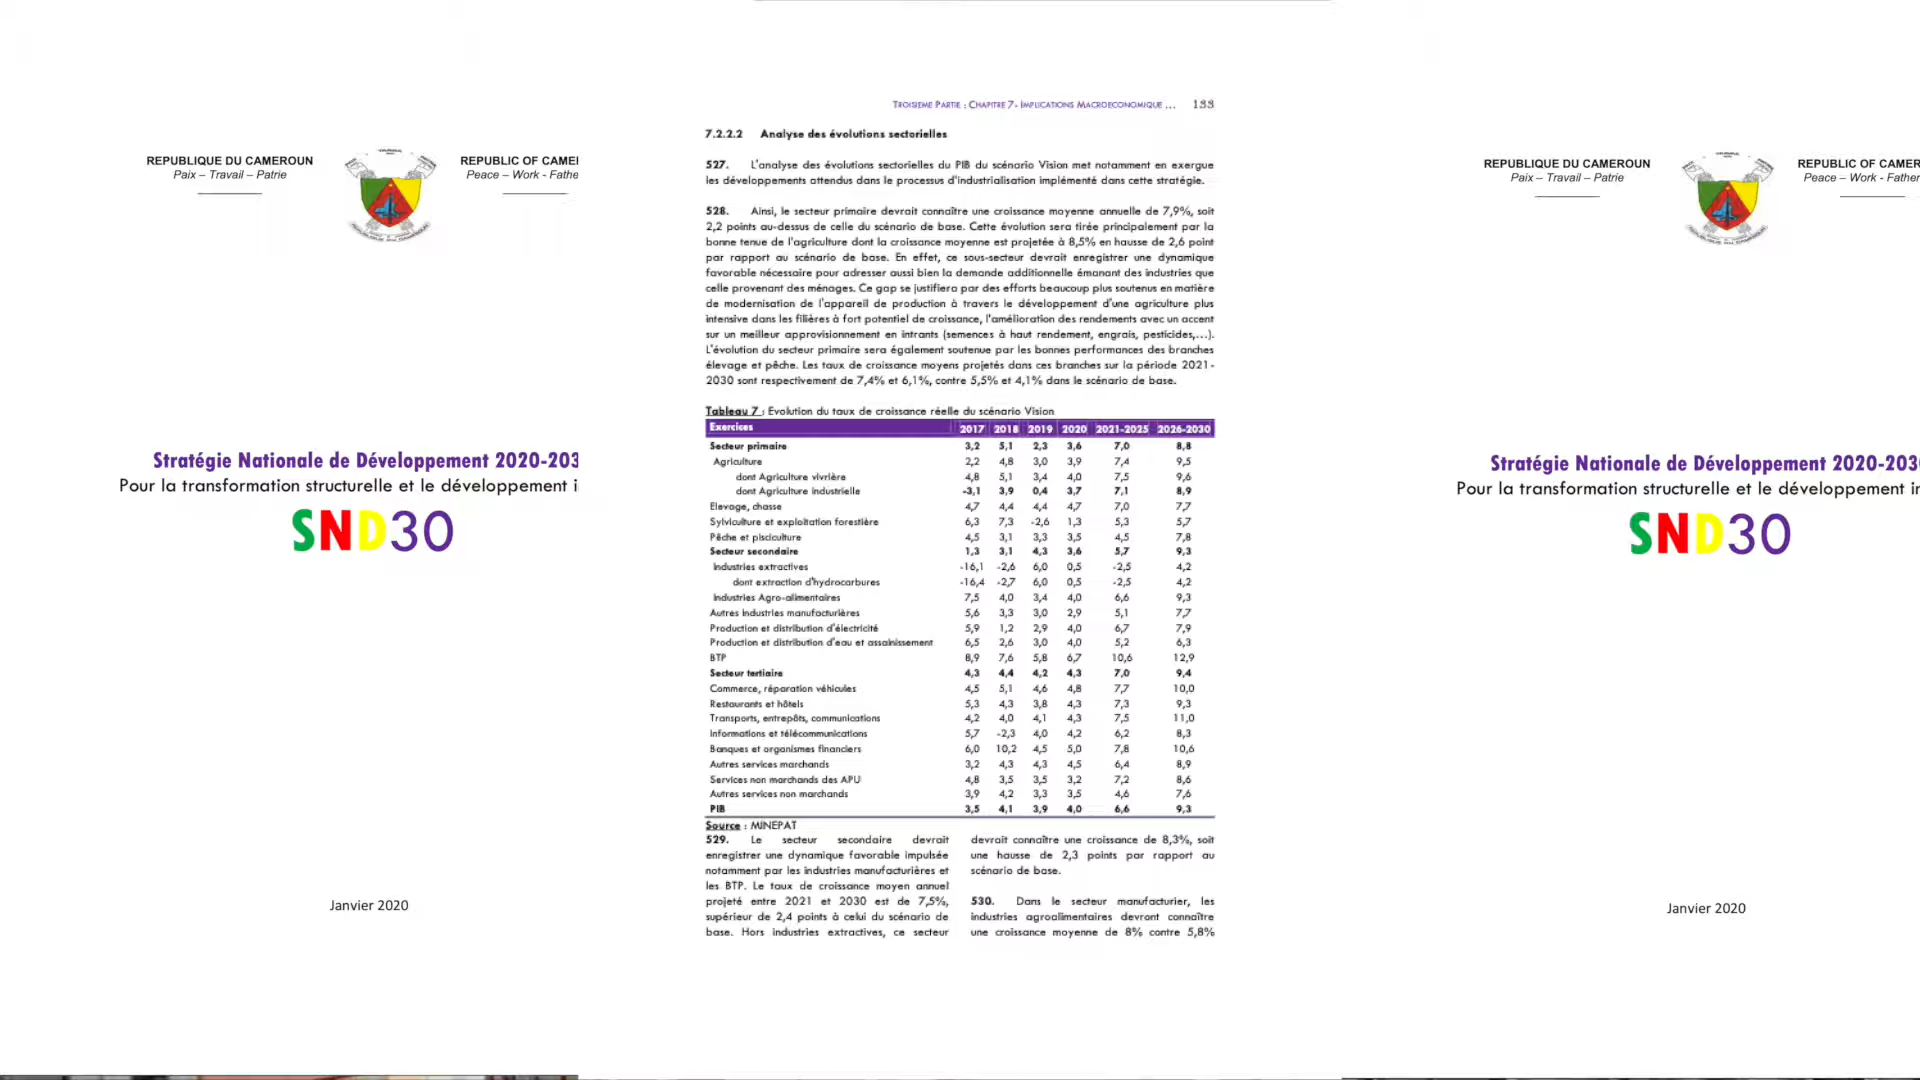 REPUBLIQUE DU CAMEROUN
Paix – Travail – Patrie
REPUBLIC OF CAME
Peace – Work - Fathe
Stratégie Nationale de Développement 2020-203
Pour la transformation structurelle et le développement i
SND30
Janvier 2020
TROISIEME PARTIE : CHAPITRE 7- IMPLICATIONS MACROECONOMIQUE ... 133
7.2.2.2 Analyse des évolutions sectorielles
527. L'analyse des évolutions sectorielles du PIB du scénario Vision met notamment en exergue
les développements attendus dans le processus d'industrialisation implémenté dans cette stratégie.
528. Ainsi, le secteur primaire devrait connaître une croissance moyenne annuelle de 7,9%, soit
2,2 points au-dessus de celle du scénario de base. Cette évolution sera tirée principalement par la
bonne tenue de l'agriculture dont la croissance moyenne est projetée à 8,5% en hausse de 2,6 point
par rapport au scénario de base. En effet, ce sous-secteur devrait enregistrer une dynamique
favorable nécessaire pour adresser aussi bien la demande additionnelle émanant des industries que
celle provenant des ménages. Ce gap se justifiera par des efforts beaucoup plus soutenus en matière
de modernisation de l'appareil de production à travers le développement d'une agriculture plus
intensive dans les filières à fort potentiel de croissance, l'amélioration des rendements avec un accent
sur un meilleur approvisionnement en intrants (semences à haut rendement, engrais, pesticides,...).
L'évolution du secteur primaire sera également soutenue par les bonnes performances des branches
élevage et pêche. Les taux de croissance moyens projetés dans ces branches sur la période 2021-
2030 sont respectivement de 7,4% et 6,1%, contre 5,5% et 4,1% dans le scénario de base.
Tableau 7 : Evolution du taux de croissance réelle du scénario Vision
Exercices 2017 2018 2019 2020 2021-2025 2026-2030
Secteur primaire 3,2 5,1 2,3 3,6 7,0 8,8
Agriculture 2,2 4,8 3,0 3,9 7,4 9,5
dont Agriculture vivrière 4,8 5,1 3,4 4,0 7,5 9,6
dont Agriculture industrielle -3,1 3,9 0,4 3,7 7,1 8,9
Elevage, chasse 4,7 4,4 4,4 4,7 7,0 7,7
Sylviculture et exploitation forestière 6,3 7,3 -2,6 1,3 5,3 5,7
Pêche et pisciculture 4,5 3,1 3,3 3,5 4,5 7,8
Secteur secondaire 1,3 3,1 4,3 3,6 5,7 9,3
Industries extractives -16,1 -2,6 6,0 0,5 -2,5 4,2
dont extraction d'hydrocarbures -16,4 -2,7 6,0 0,5 -2,5 4,2
Industries Agro-alimentaires 7,5 4,0 3,4 4,0 6,6 9,3
Autres industries manufacturières 5,6 3,3 3,0 2,9 5,1 7,7
Production et distribution d'électricité 5,9 1,2 2,9 4,0 6,7 7,9
Production et distribution d'eau et assainissement 6,5 2,6 3,0 4,0 5,2 6,3
BTP 8,9 7,6 5,8 6,7 10,6 12,9
Secteur tertiaire 4,3 4,4 4,2 4,3 7,0 9,4
Commerce, réparation véhicules 4,5 5,1 4,6 4,8 7,7 10,0
Restaurants et hôtels 5,3 4,3 3,8 4,3 7,3 9,3
Transports, entrepôts, communications 4,2 4,0 4,1 4,3 7,5 11,0
Informations et télécommunications 5,7 -2,3 4,0 4,2 6,2 8,3
Banques et organismes financiers 6,0 10,2 4,5 5,0 7,8 10,6
Autres services marchands 3,2 4,3 4,3 4,5 6,4 8,9
Services non marchands des APU 4,8 3,5 3,5 3,2 7,2 8,6
Autres services non marchands 3,9 4,2 3,3 3,5 4,6 7,6
PIB 3,5 4,1 3,9 4,0 6,6 9,3
Source : MINEPAT
529. Le secteur secondaire devrait
enregistrer une dynamique favorable impulsée
notamment par les industries manufacturières et
les BTP. Le taux de croissance moyen annuel
projeté entre 2021 et 2030 est de 7,5%,
supérieur de 2,4 points à celui du scénario de
base. Hors industries extractives, ce secteur
devrait connaître une croissance de 8,3%, soit
une hausse de 2,3 points par rapport au
scénario de base.
530. Dans le secteur manufacturier, les
industries agroalimentaires devront connaître
une croissance moyenne de 8% contre 5,8%
REPUBLIQUE DU CAMEROUN
Paix – Travail – Patrie
REPUBLIC OF CAMER
Peace – Work - Father
Stratégie Nationale de Développement 2020-203
Pour la transformation structurelle et le développement in
SND30
Janvier 2020